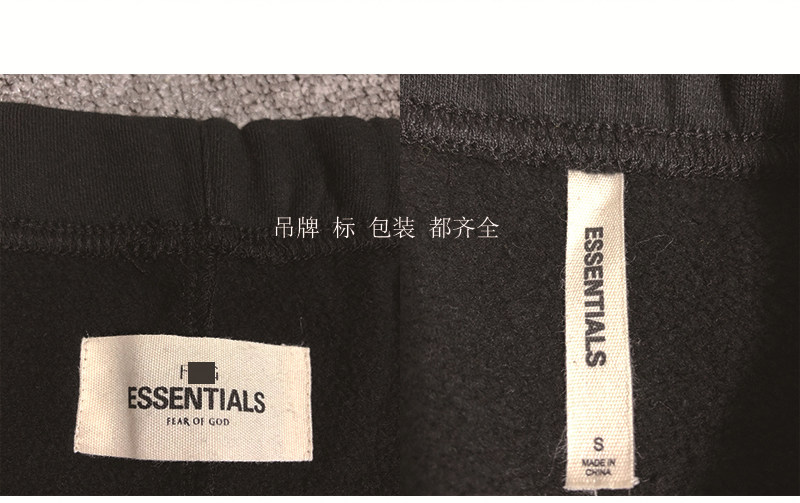 吊牌 标 包装 都齐全
ESSENTIALS
FEAR OF GOD
ESSENTIALS
S
MADE IN
CHINA